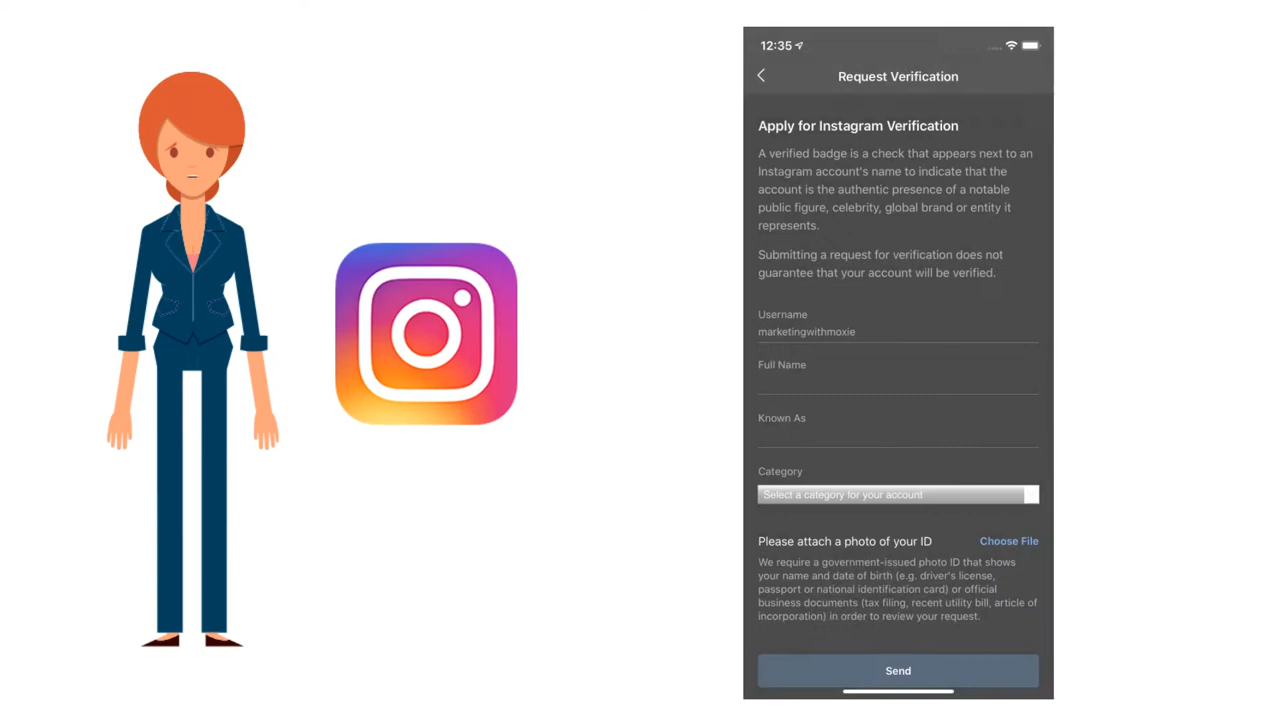 12:35
Request Verification
Apply for Instagram Verification
A verified badge is a check that appears next to an
Instagram account's name to indicate that the
account is the authentic presence of a notable
public figure, celebrity, global brand or entity it
represents.
Submitting a request for verification does not
guarantee that your account will be verified.
Username
marketingwithmoxie
Full Name
Known As
Category
Select a category for your account
Please attach a photo of your ID Choose File
We require a government-issued photo ID that shows
your name and date of birth (e.g. driver's license,
passport or national identification card) or official
business documents (tax filing, recent utility bill, article of
incorporation) in order to review your request.
Send